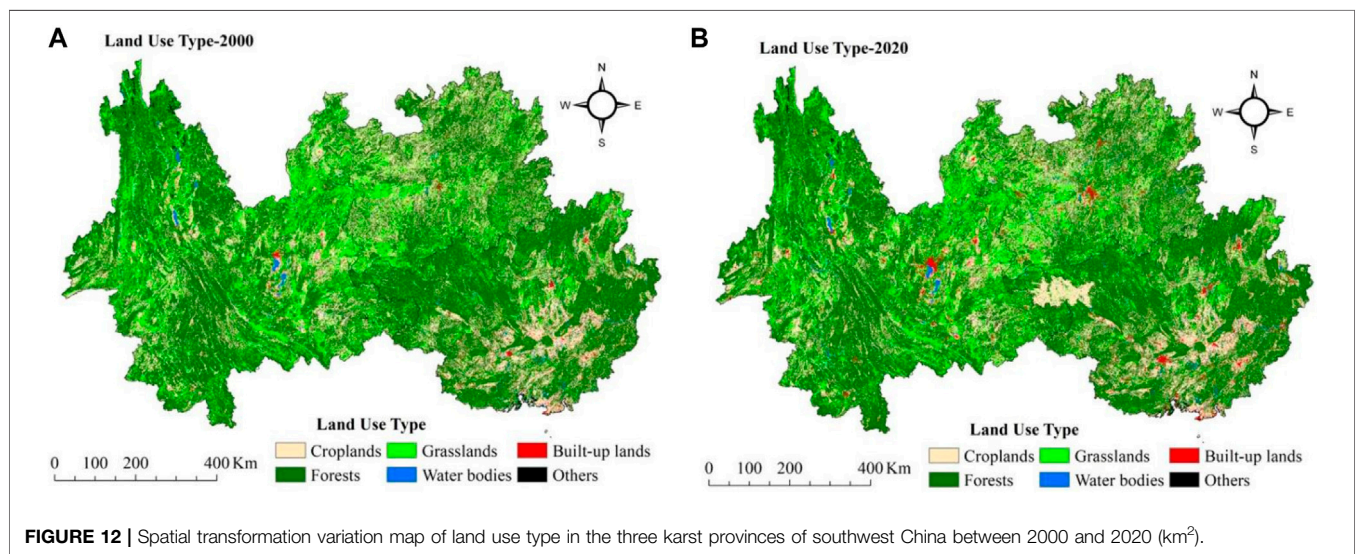 A
Land Use Type-2000
N
W E
S
Land Use Type
Croplands Grasslands Built-up lands
Forests Water bodies Others
0 100 200 400 Km
B
Land Use Type-2020
N
W E
S
Land Use Type
Croplands Grasslands Built-up lands
Forests Water bodies Others
0 100 200 400 Km
FIGURE 12 | Spatial transformation variation map of land use type in the three karst provinces of southwest China between 2000 and 2020 (km²).